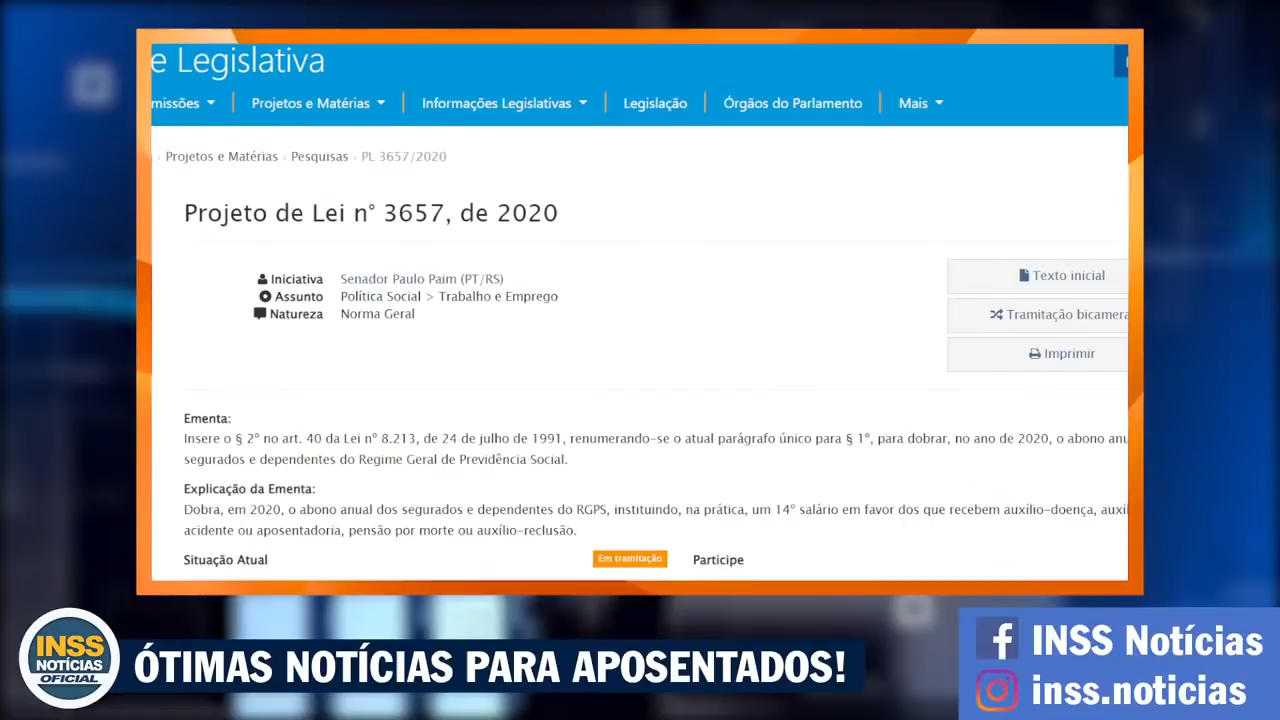 e Legislativa
missões
Projetos e Matérias
Informações Legislativas
Legislação
Órgãos do Parlamento
Mais
› Projetos e Matérias › Pesquisas › PL 3657/2020
Projeto de Lei n° 3657, de 2020
Iniciativa Senador Paulo Paim (PT/RS)
Assunto Política Social > Trabalho e Emprego
Natureza Norma Geral
Texto inicial
Tramitação bicamera
Imprimir
Ementa:
Insere o § 2º no art. 40 da Lei nº 8.213, de 24 de julho de 1991, renumerando-se o atual parágrafo único para § 1º, para dobrar, no ano de 2020, o abono anu
segurados e dependentes do Regime Geral de Previdência Social.
Explicação da Ementa:
Dobra, em 2020, o abono anual dos segurados e dependentes do RGPS, instituindo, na prática, um 14° salário em favor dos que recebem auxílio-doença, auxíl
acidente ou aposentadoria, pensão por morte ou auxílio-reclusão.
Situação Atual Em tramitação Participe
INSS
NOTÍCIAS
OFICIAL
ÓTIMAS NOTÍCIAS PARA APOSENTADOS!
INSS Notícias
inss.noticias